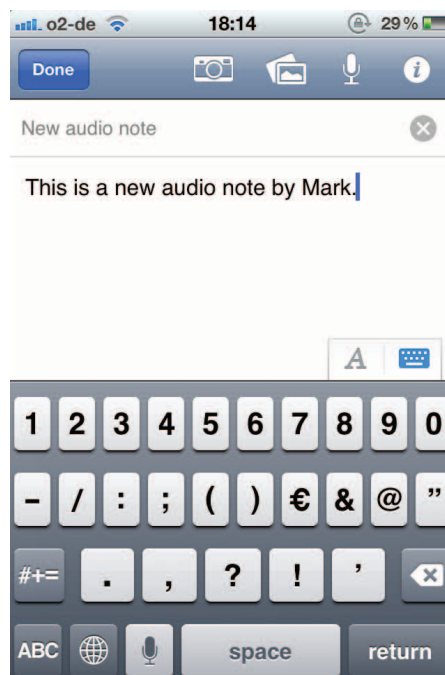 o2-de 18:14 29%
Done
New audio note
This is a new audio note by Mark.
A
1 2 3 4 5 6 7 8 9 0
- / : ; ( ) € & @ "
#+= . , ? ! '
ABC space return